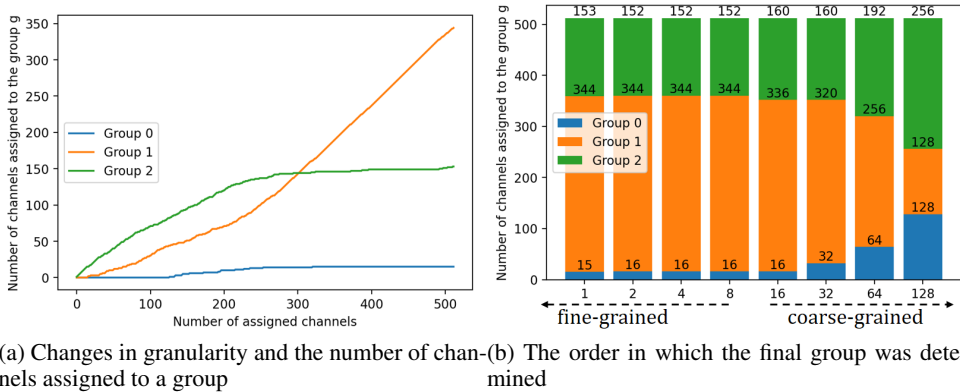 350
300
250
200
150
100
50
0
Number of channels assigned to the group g
Group 0
Group 1
Group 2
0 100 200 300 400 500
Number of assigned channels
500
400
300
200
100
0
Number of channels assigned to the group g
153 152 152 152 160 160 192 256
344 344 344 344 336 320 256 128
15 16 16 16 16 32 64 128
Group 0
Group 1
Group 2
1 2 4 8 16 32 64 128
fine-grained coarse-grained
(a) Changes in granularity and the number of chan-
nels assigned to a group
(b) The order in which the final group was dete
mined